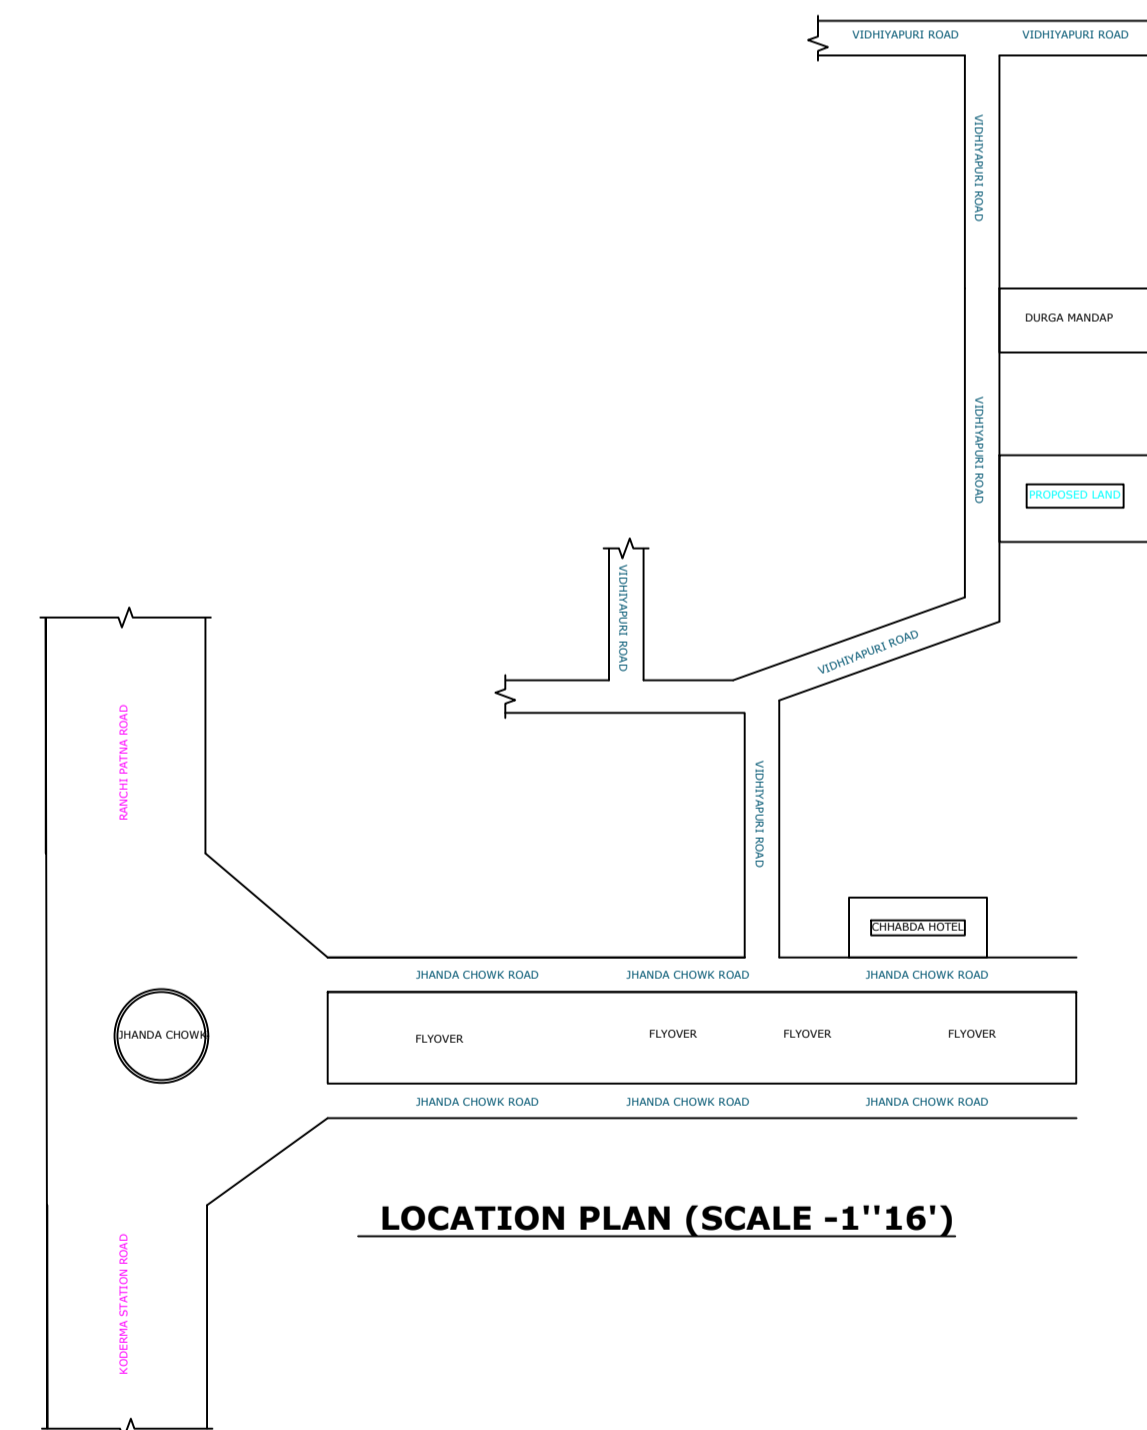 VIDHIYAPURI ROAD
VIDHIYAPURI ROAD
VIDHIYAPURI ROAD
DURGA MANDAP
VIDHIYAPURI ROAD
PROPOSED LAND
VIDHIYAPURI ROAD
VIDHIYAPURI ROAD
RANCHI PATNA ROAD
VIDHIYAPURI ROAD
CHHABDA HOTEL
JHANDA CHOWK ROAD
JHANDA CHOWK ROAD
JHANDA CHOWK ROAD
JHANDA CHOWK
FLYOVER
FLYOVER
FLYOVER
FLYOVER
JHANDA CHOWK ROAD
JHANDA CHOWK ROAD
JHANDA CHOWK ROAD
LOCATION PLAN (SCALE -1''16')
KODERMA STATION ROAD